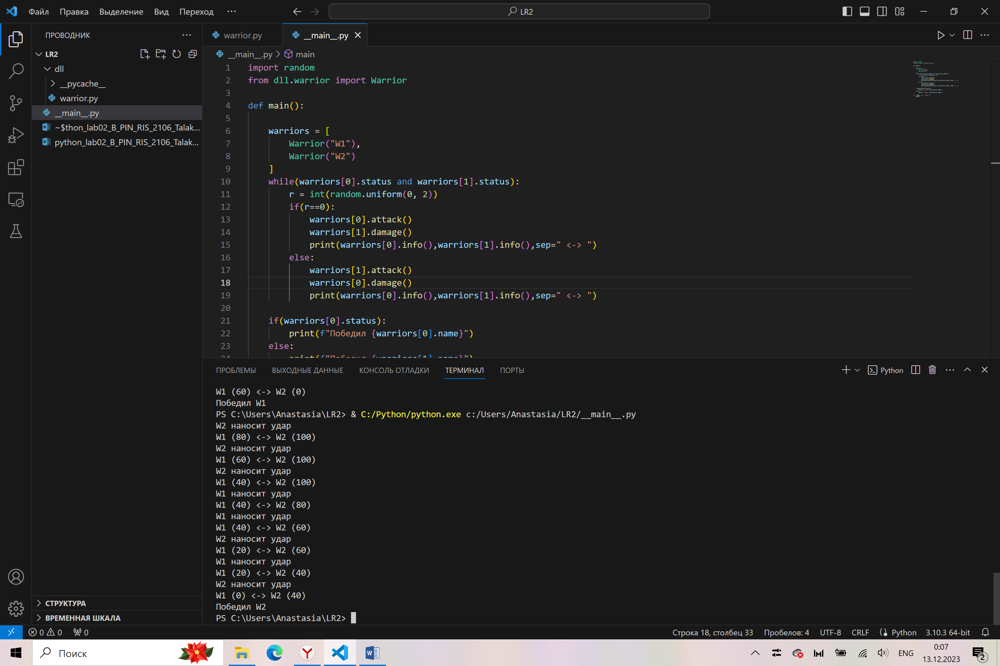 Файл Правка Выделение Вид Переход ··· LR2
ПРОВОДНИК ···
warrior.py __main__.py
LR2
dll
__pycache__
warrior.py
__main__.py
~$thon_lab02_B_PIN_RIS_2106_Talak...
python_lab02_B_PIN_RIS_2106_Talak...
СТРУКТУРА
ВРЕМЕННАЯ ШКАЛА
__main__.py > main
1 import random
2 from dll.warrior import Warrior
3
4 def main():
5
6 warriors = [
7 Warrior("W1"),
8 Warrior("W2")
9 ]
10 while(warriors[0].status and warriors[1].status):
11 r = int(random.uniform(0, 2))
12 if(r==0):
13 warriors[0].attack()
14 warriors[1].damage()
15 print(warriors[0].info(),warriors[1].info(),sep=" <-> ")
16 else:
17 warriors[1].attack()
18 warriors[0].damage()
19 print(warriors[0].info(),warriors[1].info(),sep=" <-> ")
20
21 if(warriors[0].status):
22 print(f"Победил {warriors[0].name}")
23 else:
24 print(f"Победил {warriors[1].name}")
ПРОБЛЕМЫ ВЫХОДНЫЕ ДАННЫЕ КОНСОЛЬ ОТЛАДКИ ТЕРМИНАЛ ПОРТЫ Python
W1 (60) <-> W2 (0)
Победил W1
PS C:\Users\Anastasia\LR2> & C:/Python/python.exe c:/Users/Anastasia/LR2/__main__.py
W2 наносит удар
W1 (80) <-> W2 (100)
W2 наносит удар
W1 (60) <-> W2 (100)
W2 наносит удар
W1 (40) <-> W2 (100)
W1 наносит удар
W1 (40) <-> W2 (80)
W1 наносит удар
W1 (40) <-> W2 (60)
W2 наносит удар
W1 (20) <-> W2 (60)
W1 наносит удар
W1 (20) <-> W2 (40)
W2 наносит удар
W1 (0) <-> W2 (40)
Победил W2
PS C:\Users\Anastasia\LR2>
0 0 0 Строка 18, столбец 33 Пробелов: 4 UTF-8 CRLF Python 3.10.3 64-bit
Поиск ENG 0:07
13.12.2023 2